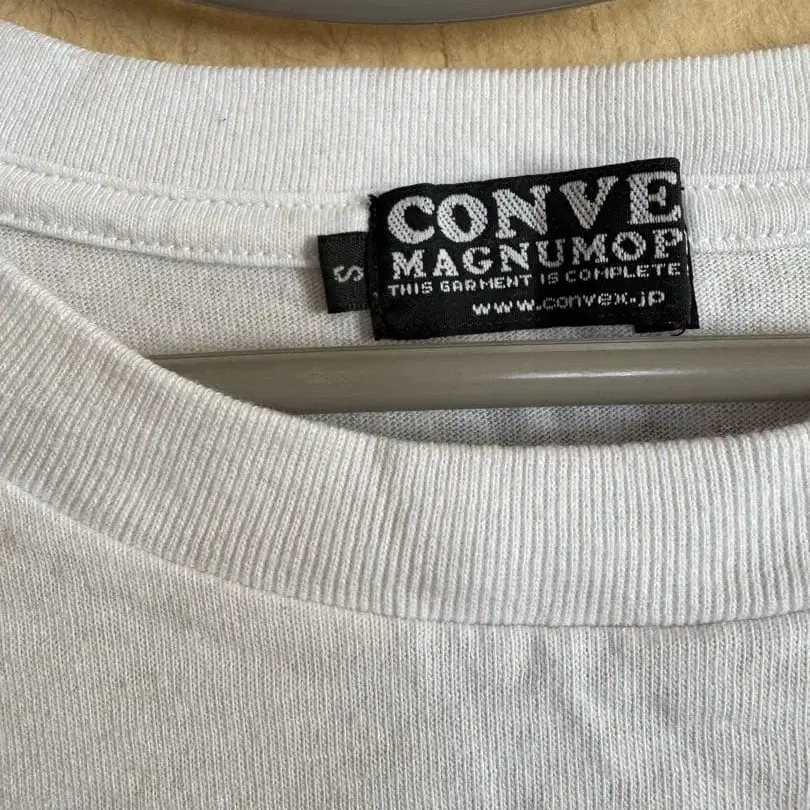 S
CONVE
MAGNUMOP
THIS GARMENT IS COMPLETE
www.convex.jp